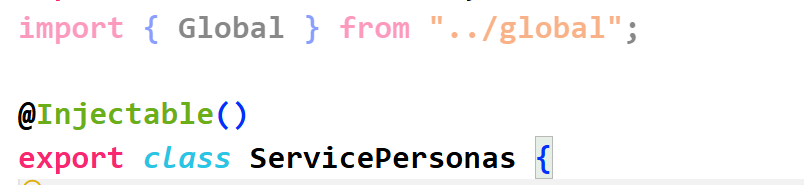 import { Global } from "../global";
@Injectable()
export class ServicePersonas {